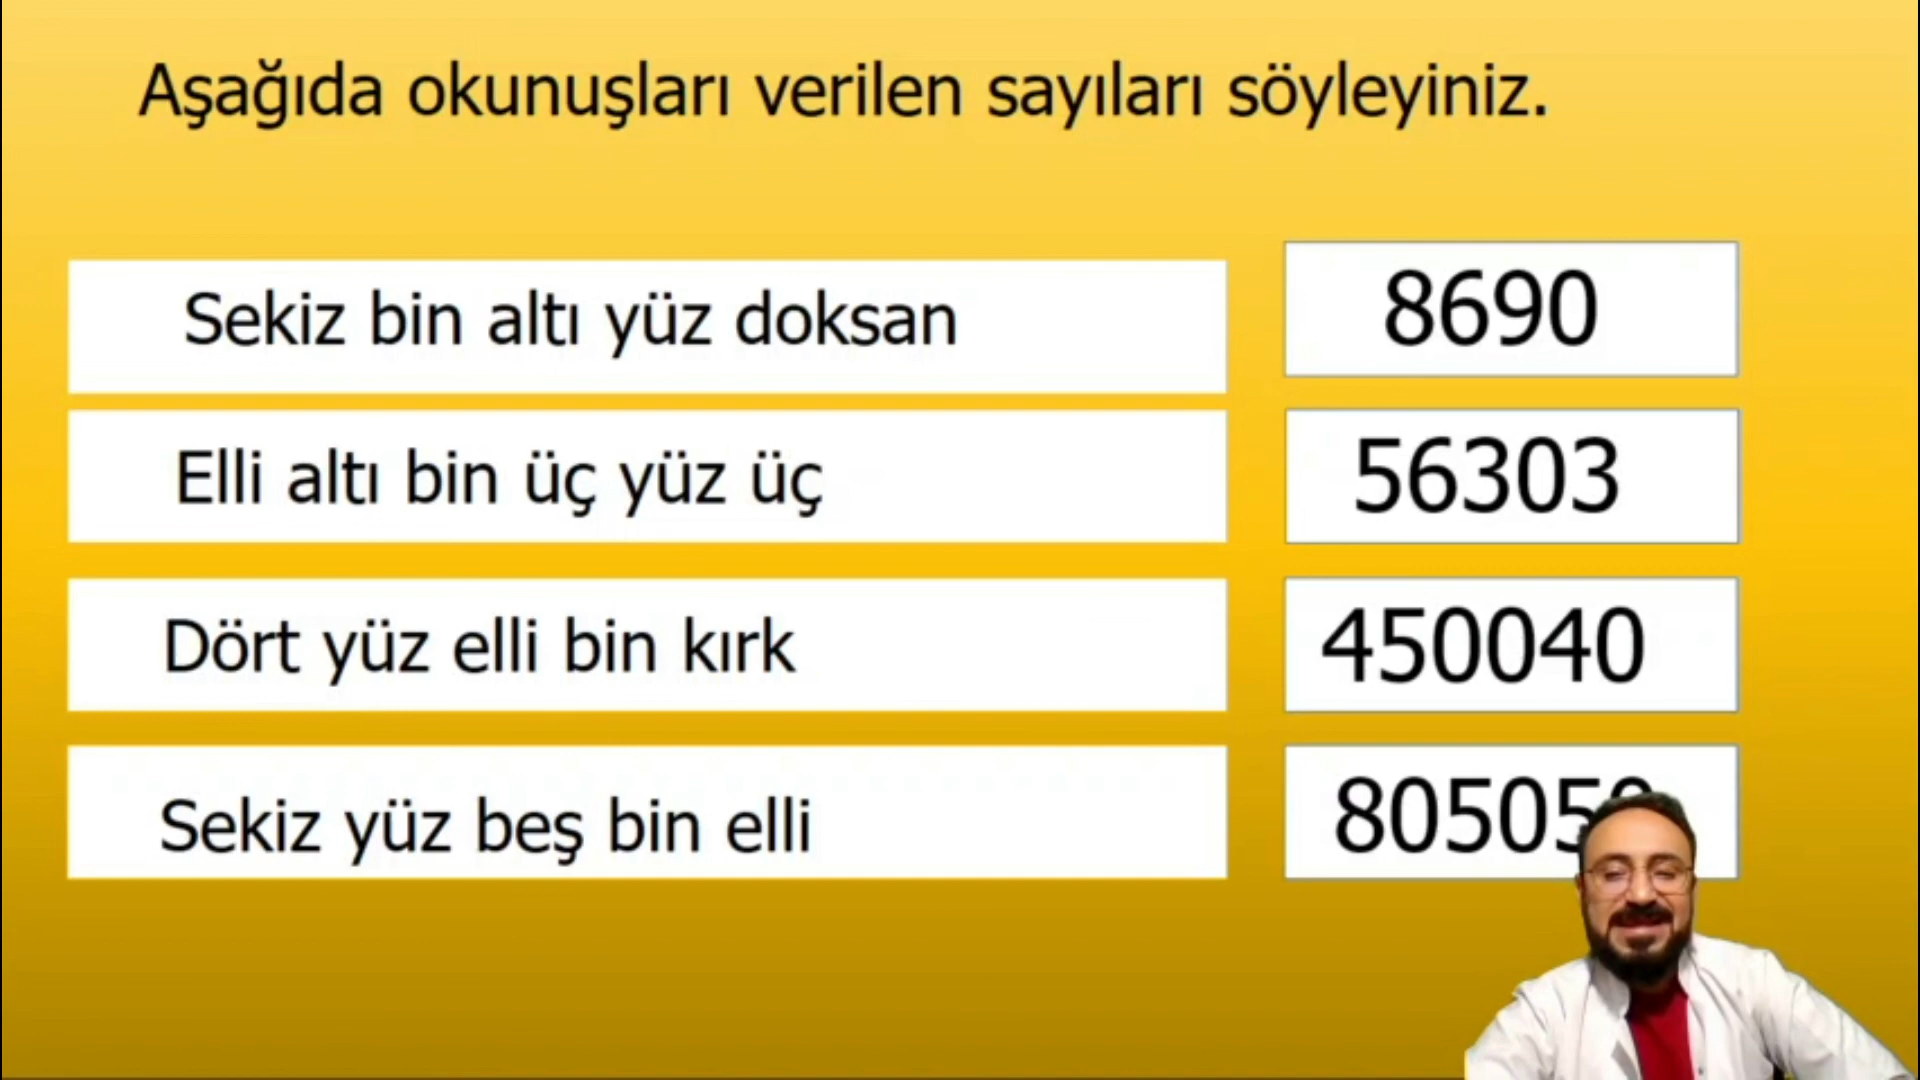 Aşağıda okunuşları verilen sayıları söyleyiniz.
Sekiz bin altı yüz doksan
8690
Elli altı bin üç yüz üç
56303
Dört yüz elli bin kırk
450040
Sekiz yüz beş bin elli
805050